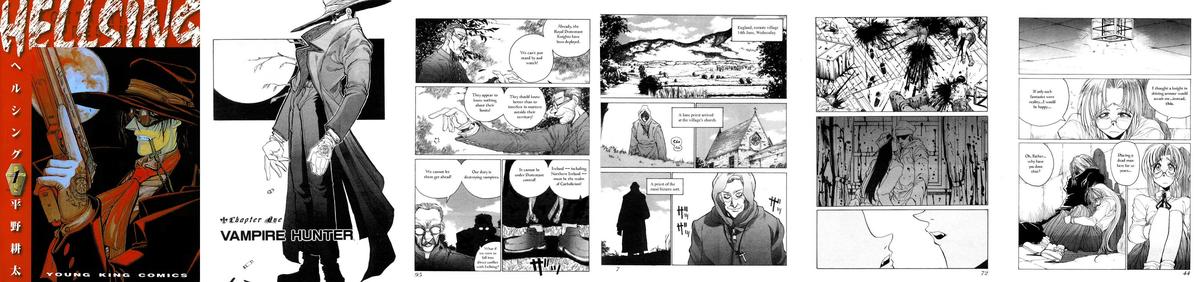 HELLSING
ヘルシング
1
平野耕太
YOUNG KING COMICS
Chapter One
VAMPIRE HUNTER
Already, the
Royal Protestant
Knights have
been deployed.
We can't just
stand by and
watch!
They appear to
know nothing
about their
limits!
They should know
better than to
interfere in matters
outside their
territory!
We cannot let
them get ahead!
Our duty is
destroying vampires.
What if
we were to
fall into
direct conflict
with Hellsing?
It cannot be
under Protestant
control!
Ireland — including
Northern Ireland —
must be the realm
of Catholicism!
95
England, remote village
14th June, Wednesday.
A lone priest arrived
at the village's church.
A priest of the
most bizarre sort.
7
72
If only such
fantasies were
reality...I would
be happy...
I thought a knight in
shining armour would
await me...instead,
this.
Oh, Father...
why have you
done this?
44